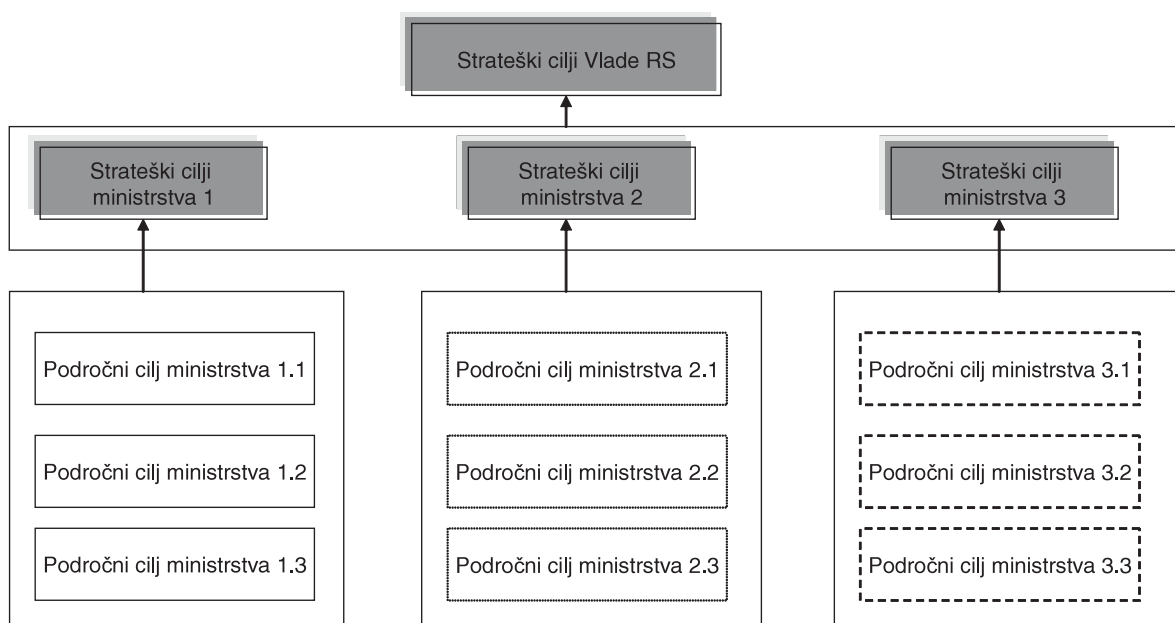 Strateški cilji Vlade RS
Strateški cilji
ministrstva 1
Strateški cilji
ministrstva 2
Strateški cilji
ministrstva 3
Področni cilj ministrstva 1.1
Področni cilj ministrstva 2.1
Področni cilj ministrstva 3.1
Področni cilj ministrstva 1.2
Področni cilj ministrstva 2.2
Področni cilj ministrstva 3.2
Področni cilj ministrstva 1.3
Področni cilj ministrstva 2.3
Področni cilj ministrstva 3.3